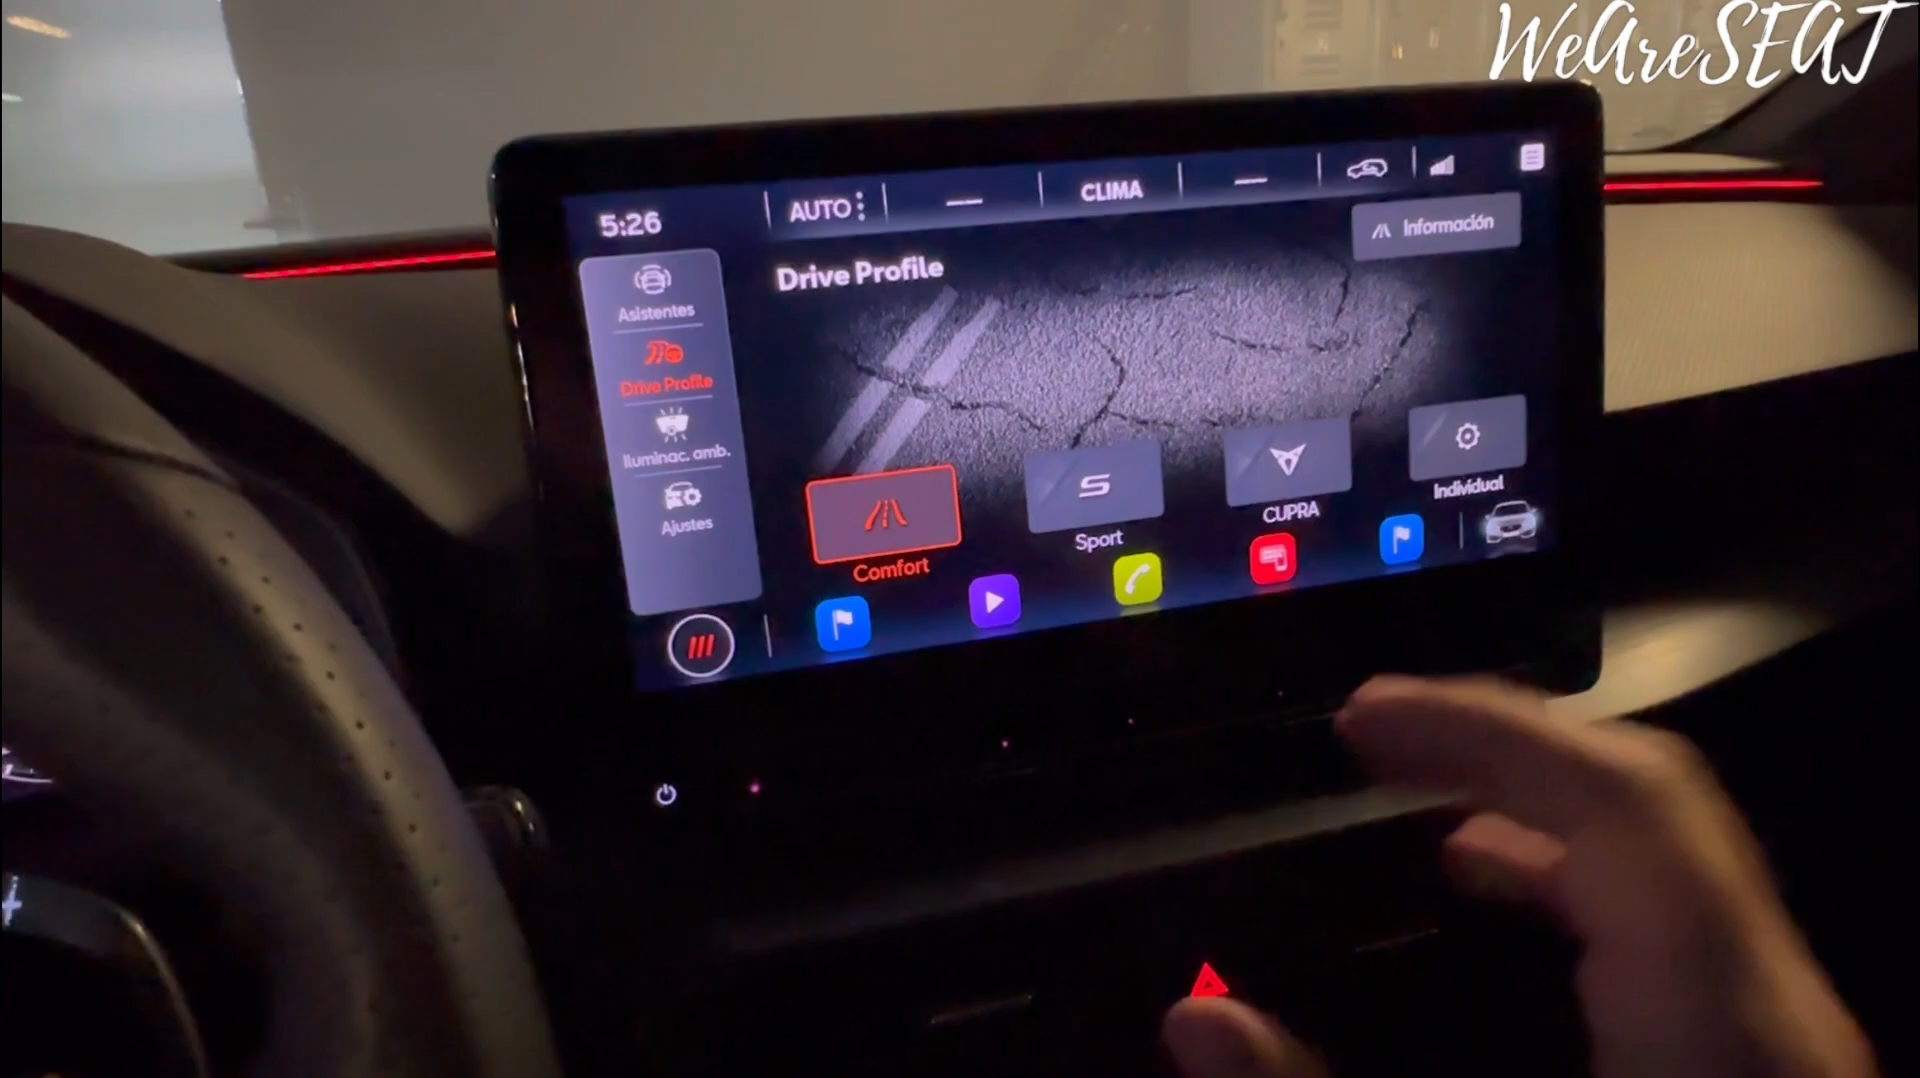 WeAreSEAT
5:26
AUTO
CLIMA
Información
Drive Profile
Asistentes
Drive Profile
Iluminac. amb.
Ajustes
Comfort
S
Sport
CUPRA
Individual